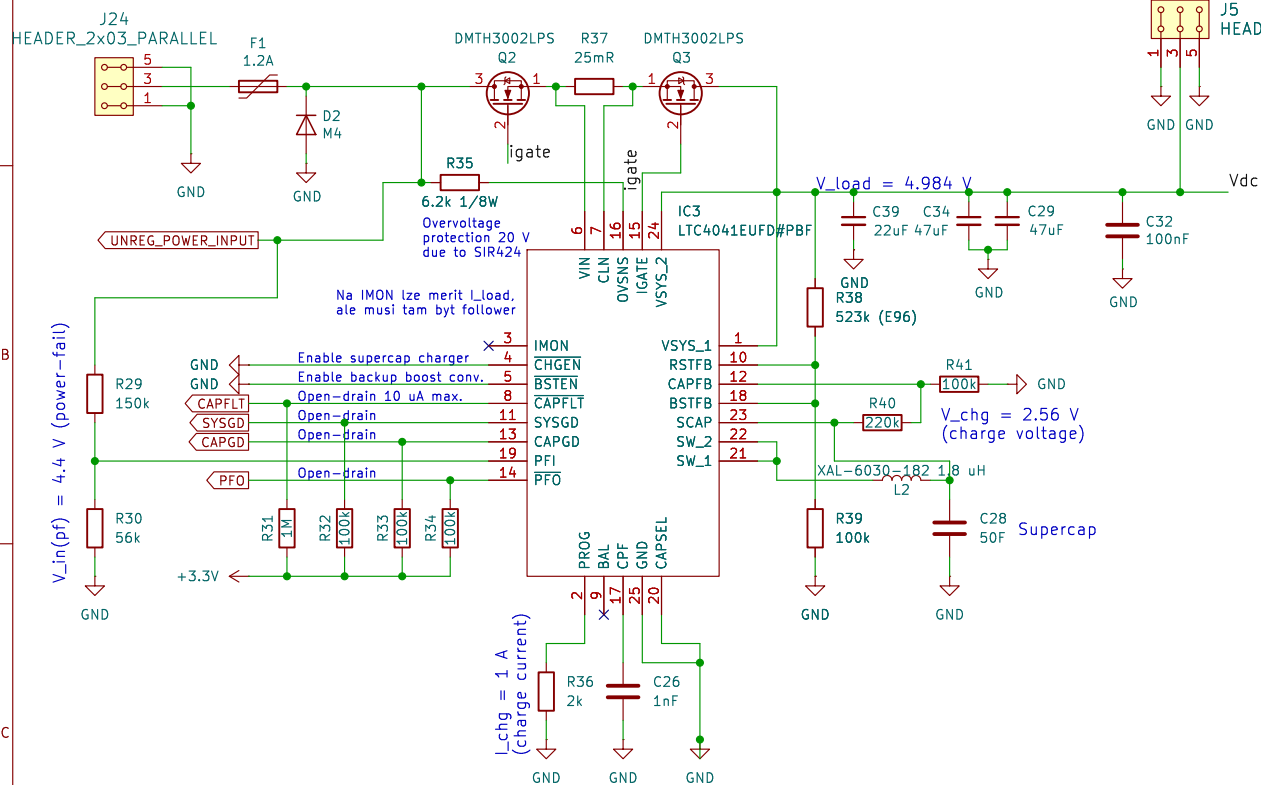 J24
HEADER_2x03_PARALLEL
5
3
1
GND
F1
1.2A
D2
M4
GND
DMTH3002LPS
Q2
3
1
2
igate
R37
25mR
DMTH3002LPS
Q3
1
3
2
igate
J5
HEAD
1
3
5
GND
GND
R35
6.2k 1/8W
Overvoltage
protection 20 V
due to SIR424
UNREG_POWER_INPUT
V_load = 4.984 V
Vdc
IC3
LTC4041EUFD#PBF
C39
22uF
GND
C34
47uF
C29
47uF
GND
C32
100nF
GND
6
7
16
15
24
VIN
CLN
OVSNS
IGATE
VSYS_2
Na IMON lze merit I_load,
ale musi tam byt follower
B
V_in(pf) = 4.4 V (power-fail)
3 IMON
GND
Enable supercap charger
4 CHGEN
GND
Enable backup boost conv.
5 BSTEN
CAPFLT
Open-drain 10 uA max.
8 CAPFLT
SYSGD
Open-drain
11 SYSGD
CAPGD
Open-drain
13 CAPGD
19 PFI
PFO
Open-drain
14 PFO
VSYS_1 1
RSTFB 10
CAPFB 12
BSTFB 18
SCAP 23
SW_2 22
SW_1 21
R38
523k (E96)
R41
100k
GND
R40
220k
V_chg = 2.56 V
(charge voltage)
XAL-6030-182 1.8 uH
L2
R29
150k
R30
56k
GND
R31
1M
R32
100k
R33
100k
R34
100k
+3.3V
R39
100k
GND
C28
50F
Supercap
GND
PROG
BAL
CPF
GND
CAPSEL
2
9
17
25
20
I_chg = 1 A
(charge current)
R36
2k
GND
C26
1nF
GND
GND
C